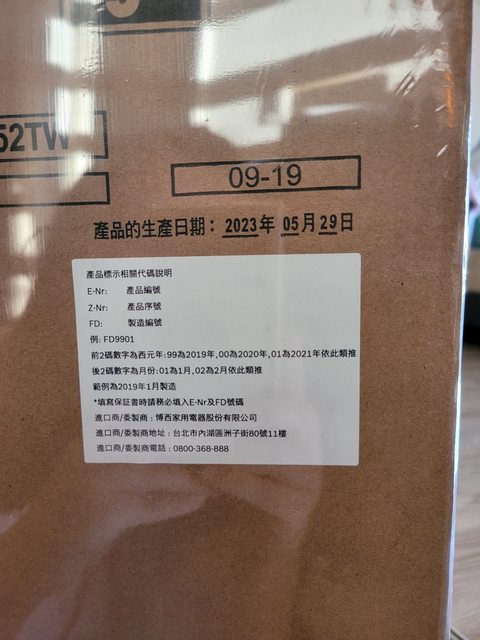 52TW
09-19
產品的生產日期： 2023年 05月29日
產品標示相關代碼說明
E-Nr: 產品編號
Z-Nr: 產品序號
FD: 製造編號
例: FD9901
前2碼數字為西元年:99為2019年,00為2020年,01為2021年依此類推
後2碼數字為月份:01為1月,02為2月依此類推
範例為2019年1月製造
*填寫保証書時請務必填入E-Nr及FD號碼
進口商/委製商：博西家用電器股份有限公司
進口商/委製商地址：台北市內湖區洲子街80號11樓
進口商/委製商電話：0800-368-888